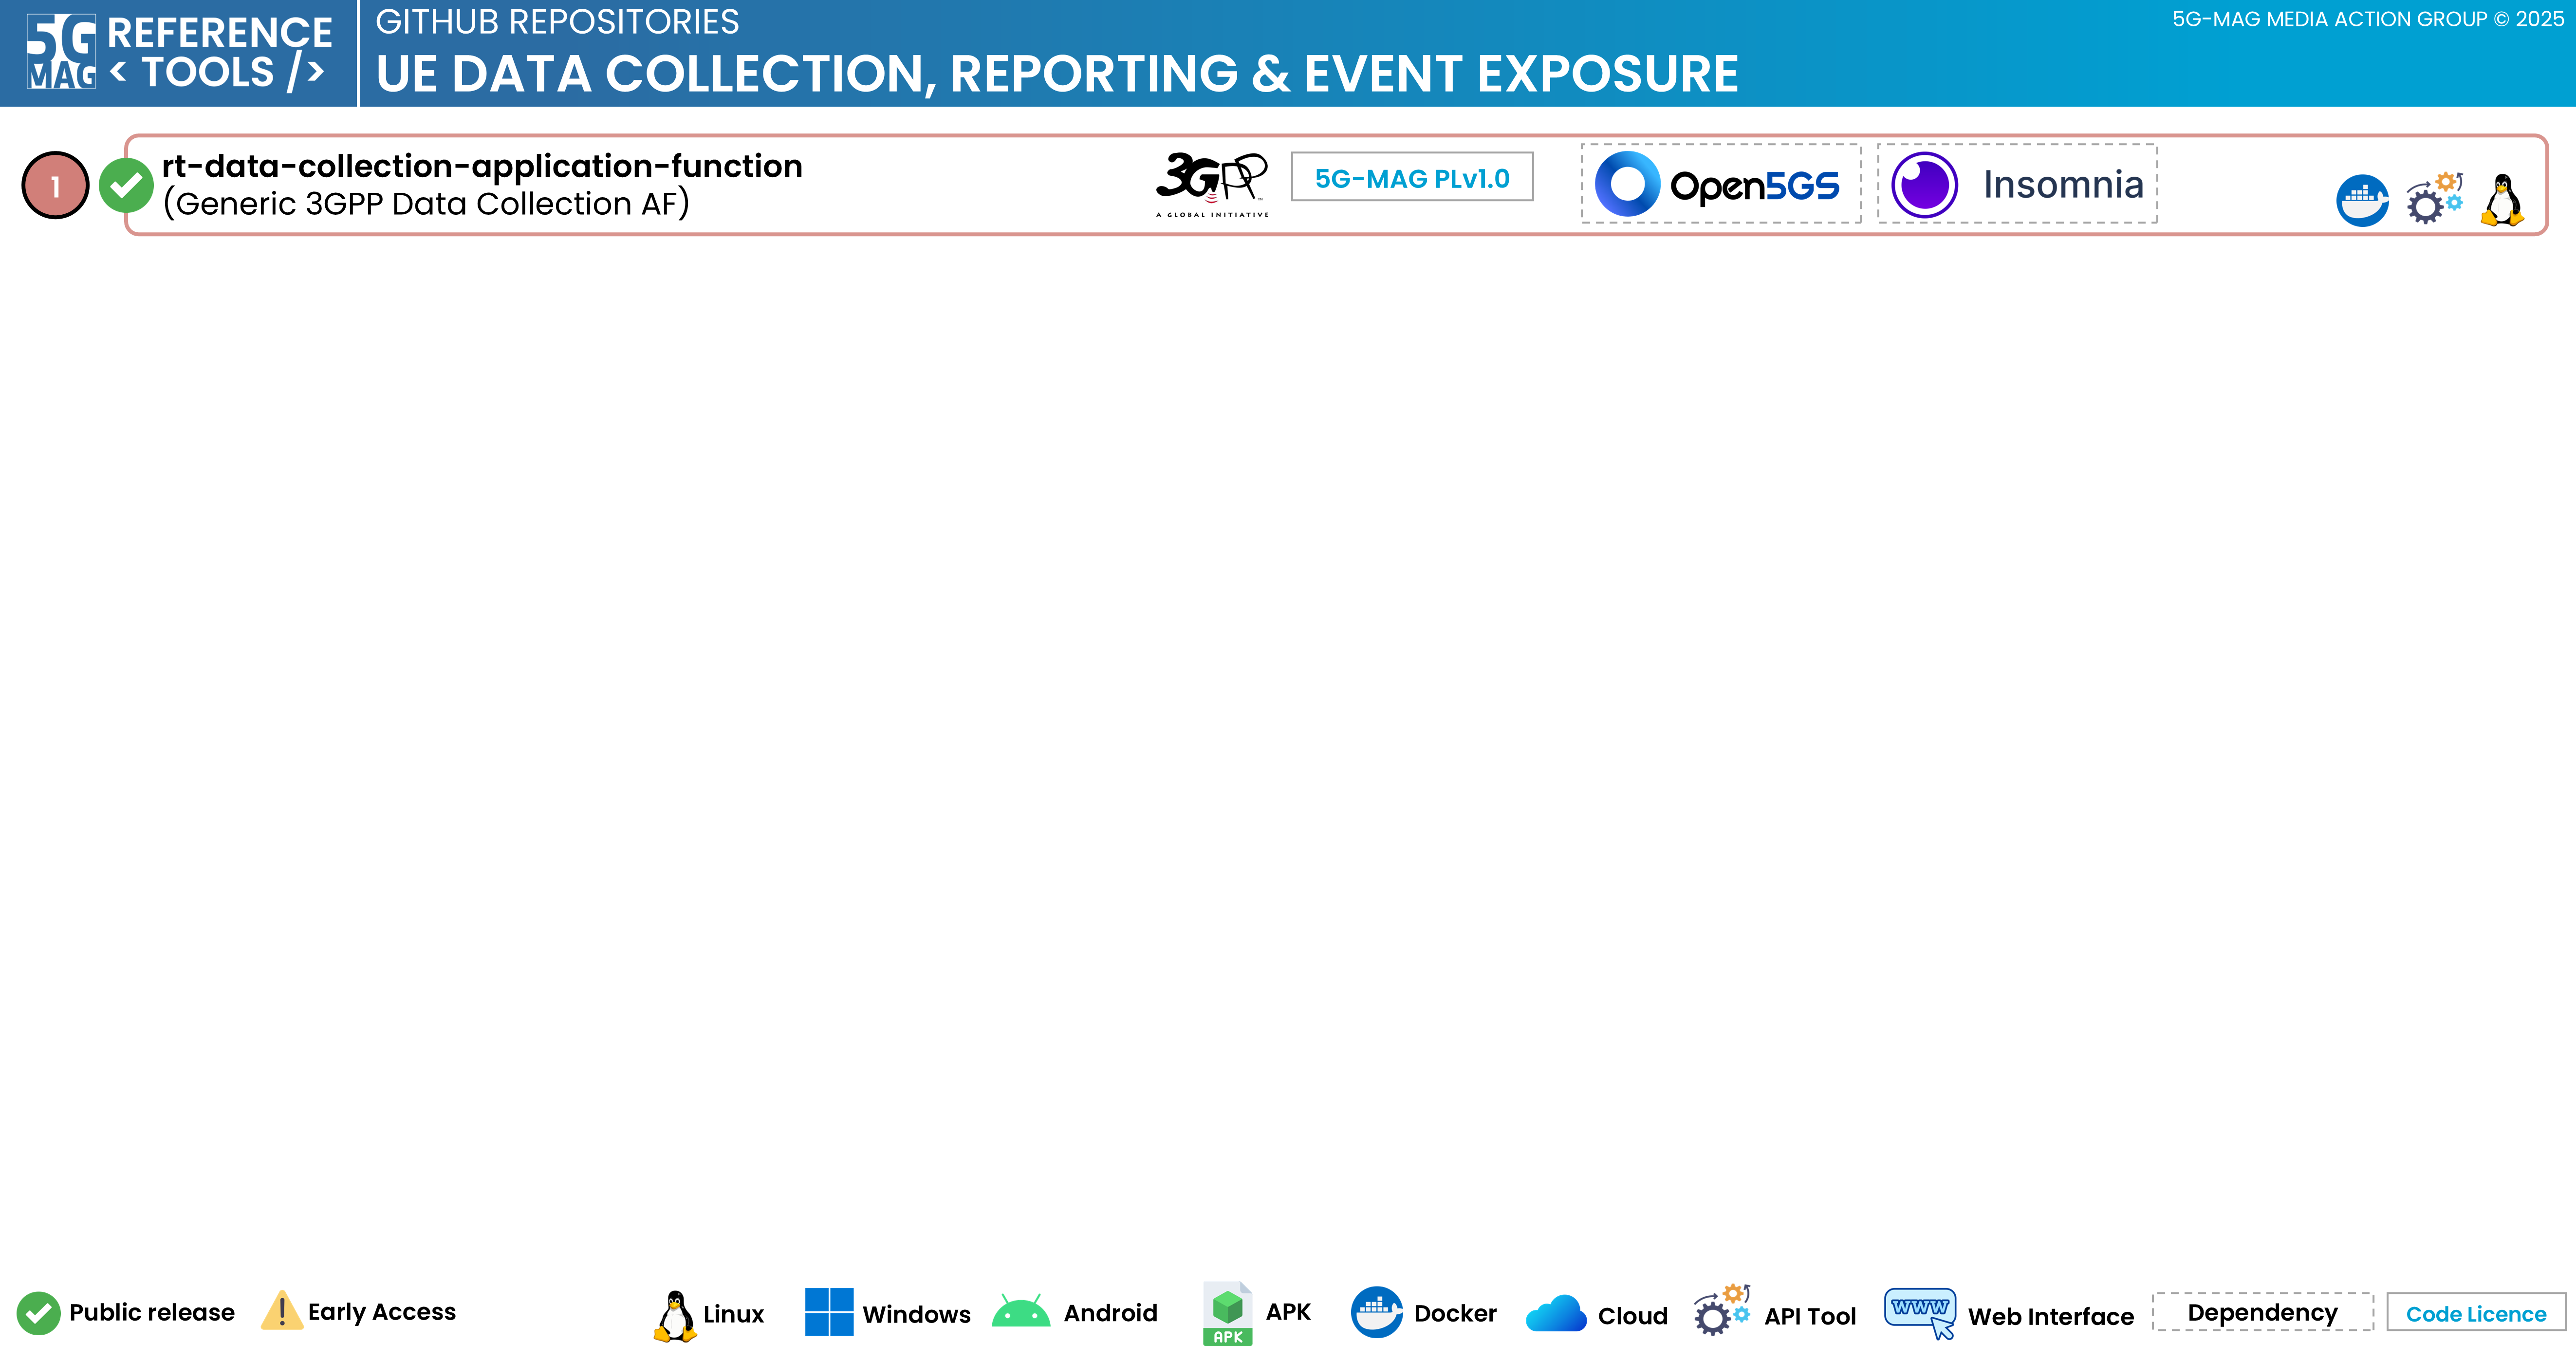 5G
MAG
REFERENCE
< TOOLS />
GITHUB REPOSITORIES
UE DATA COLLECTION, REPORTING & EVENT EXPOSURE
5G-MAG MEDIA ACTION GROUP © 2025
1
rt-data-collection-application-function
(Generic 3GPP Data Collection AF)
3GPP
A GLOBAL INITIATIVE
5G-MAG PLv1.0
Open5GS
Insomnia
Public release
Early Access
Linux
Windows
Android
APK
APK
Docker
Cloud
API Tool
WWW
Web Interface
Dependency
Code Licence